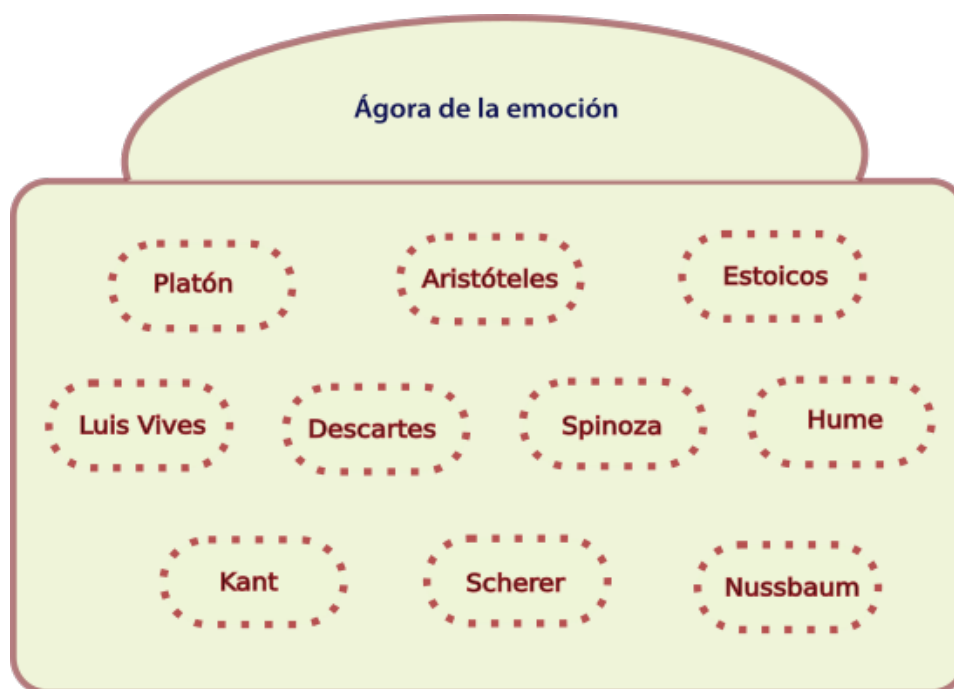 Ágora de la emoción
Platón
Aristóteles
Estoicos
Luis Vives
Descartes
Spinoza
Hume
Kant
Scherer
Nussbaum